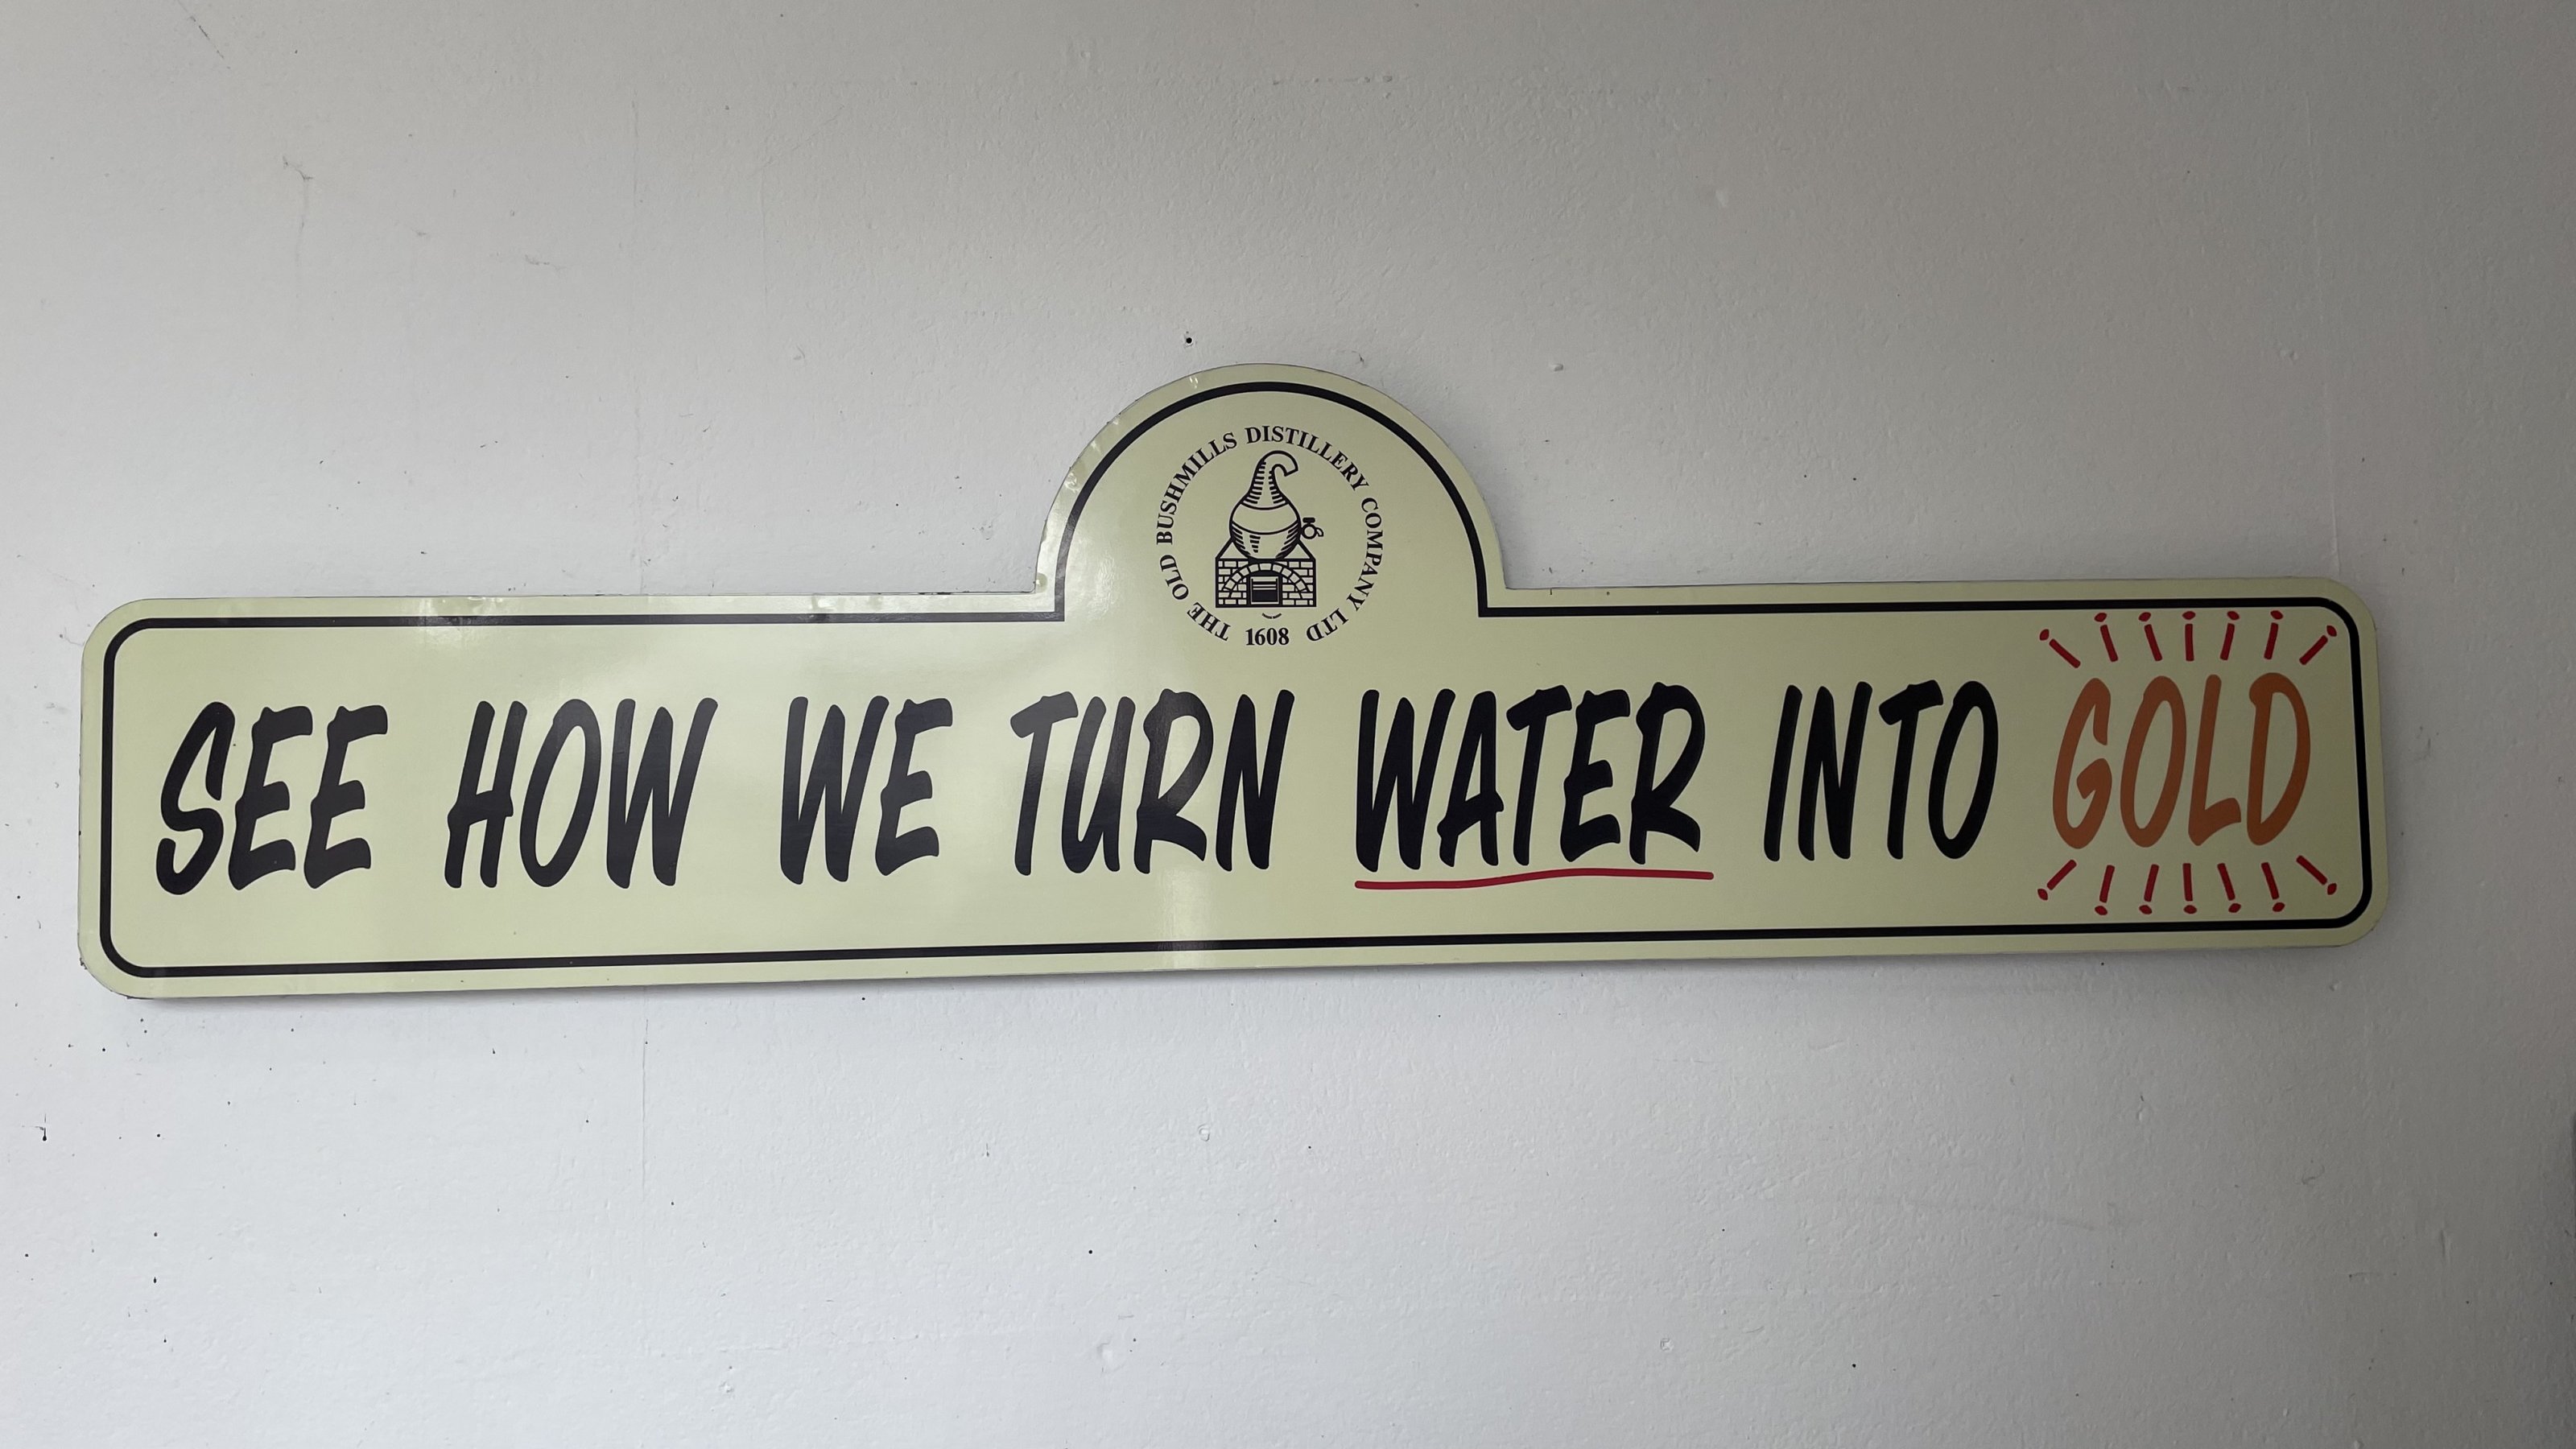 THE OLD BUSHMILLS DISTILLERY COMPANY LTD
1608
SEE HOW WE TURN WATER INTO GOLD